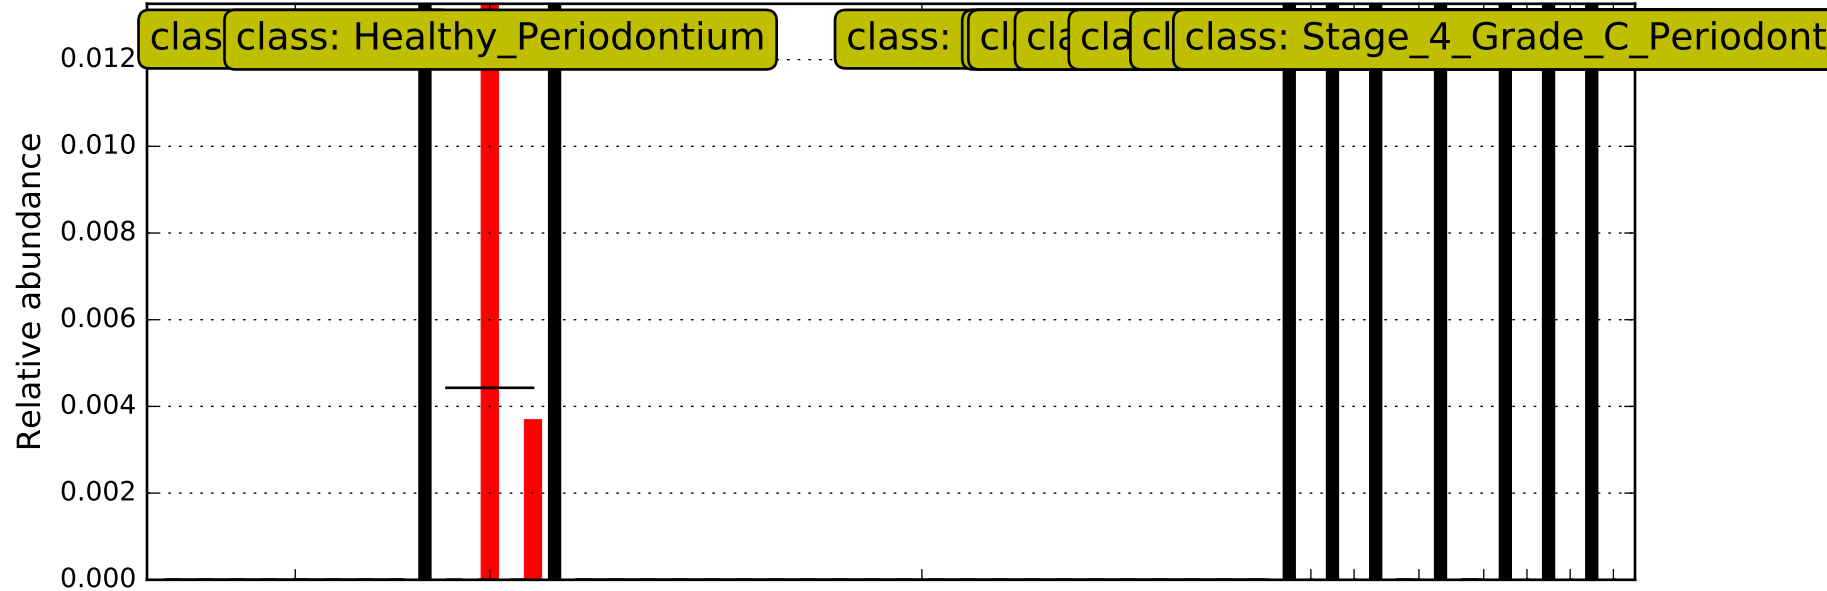 clas
class: Healthy_Periodontium
class:
cl
cla
cla
cl
class: Stage_4_Grade_C_Periodont
0.012
0.010
0.008
0.006
0.004
0.002
0.000
Relative abundance